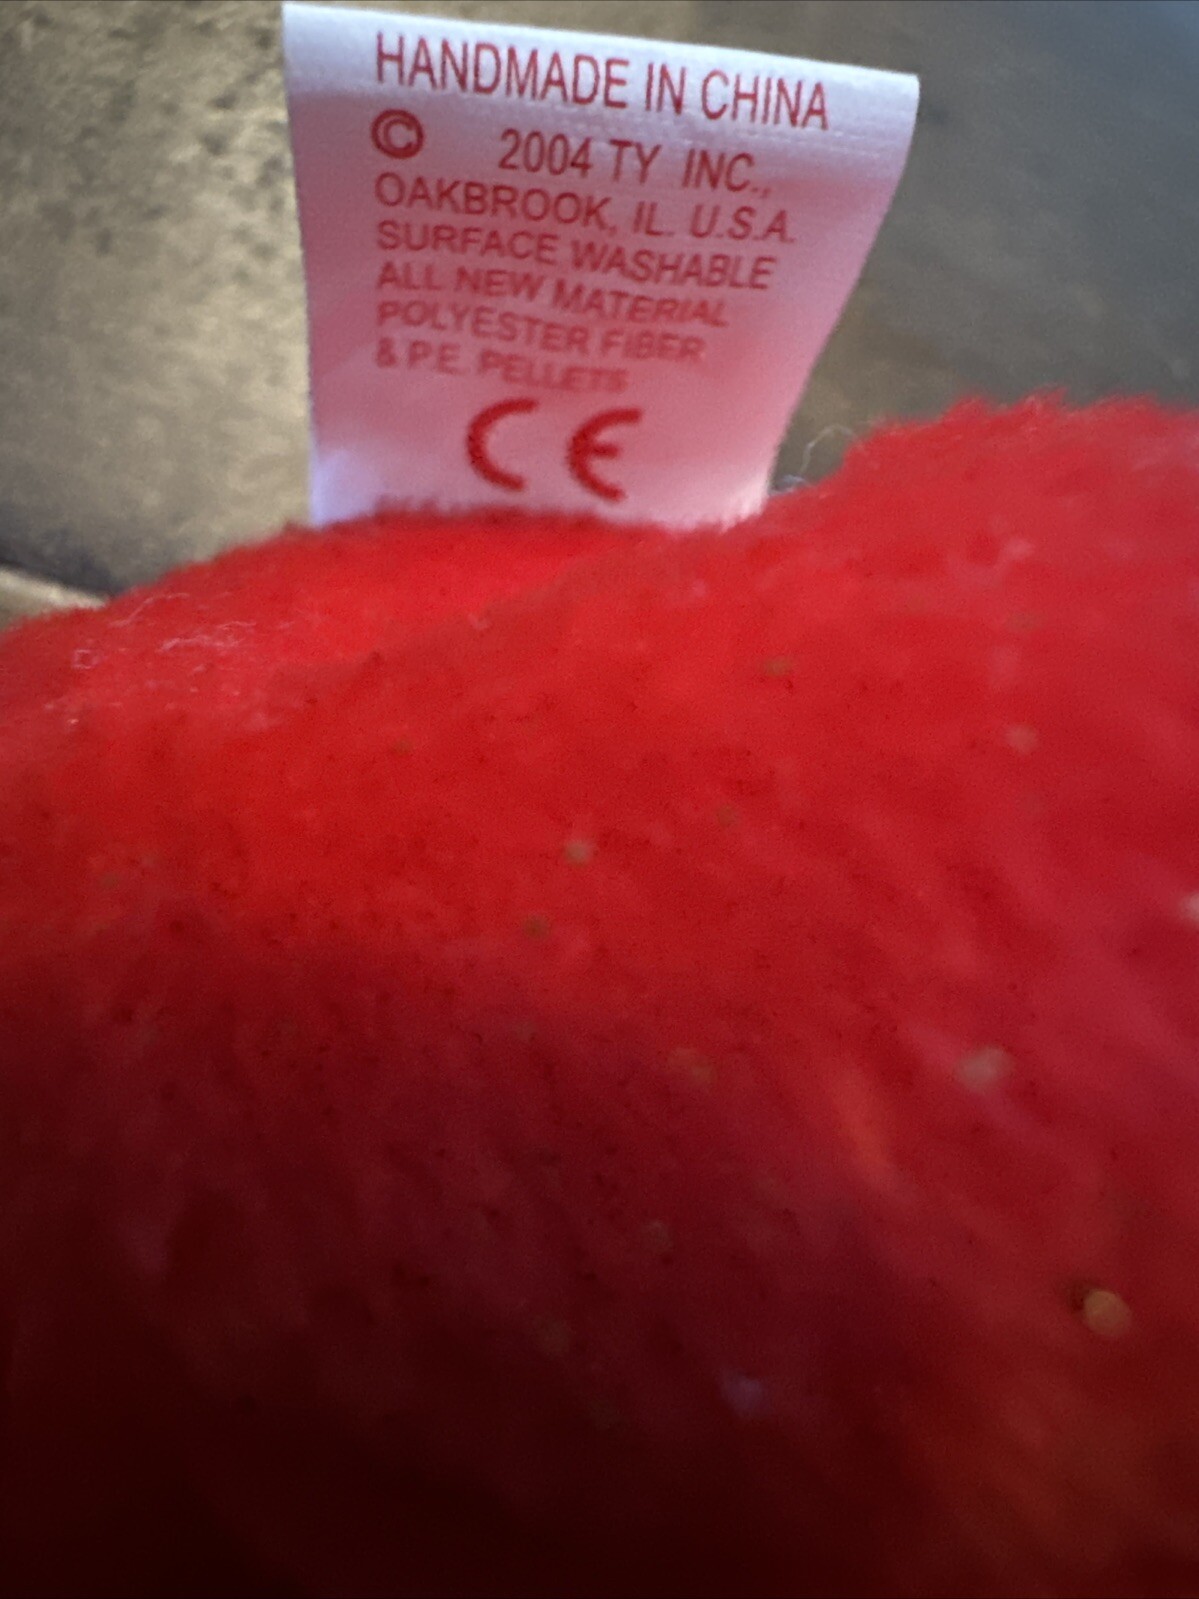 HANDMADE IN CHINA
© 2004 TY INC.,
OAKBROOK, IL. U.S.A.
SURFACE WASHABLE
ALL NEW MATERIAL
POLYESTER FIBER
& P.E. PELLETS
CE